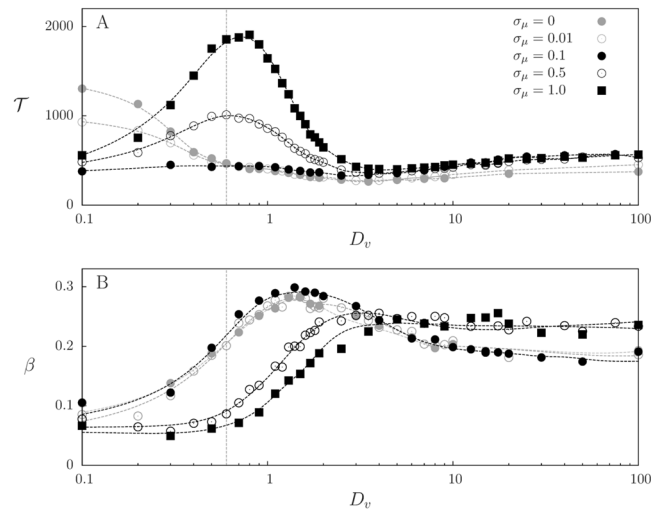 A
2000
1000
0
𝒯
σμ = 0
σμ = 0.01
σμ = 0.1
σμ = 0.5
σμ = 1.0
0.1 1 10 100
Dv
B
0.3
0.2
0.1
0
β
0.1 1 10 100
Dv